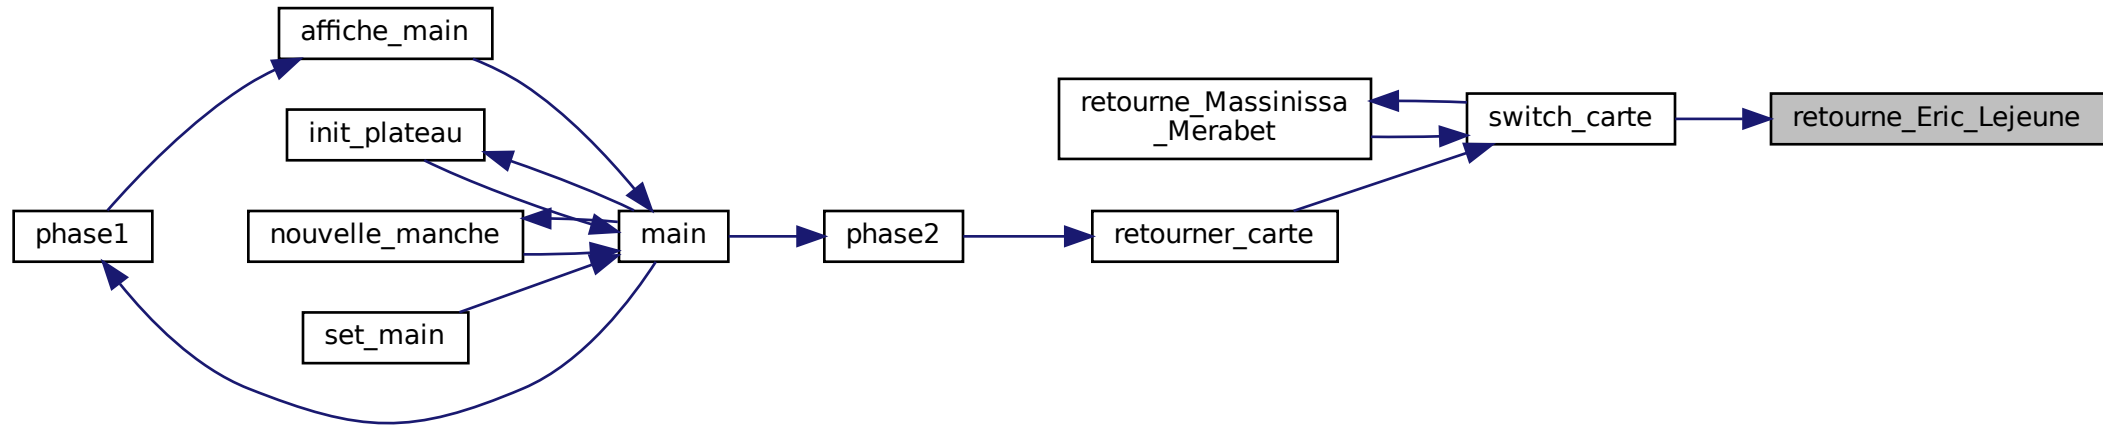 affiche_main
init_plateau
retourne_Massinissa
_Merabet
switch_carte
retourne_Eric_Lejeune
phase1
nouvelle_manche
main
phase2
retourner_carte
set_main